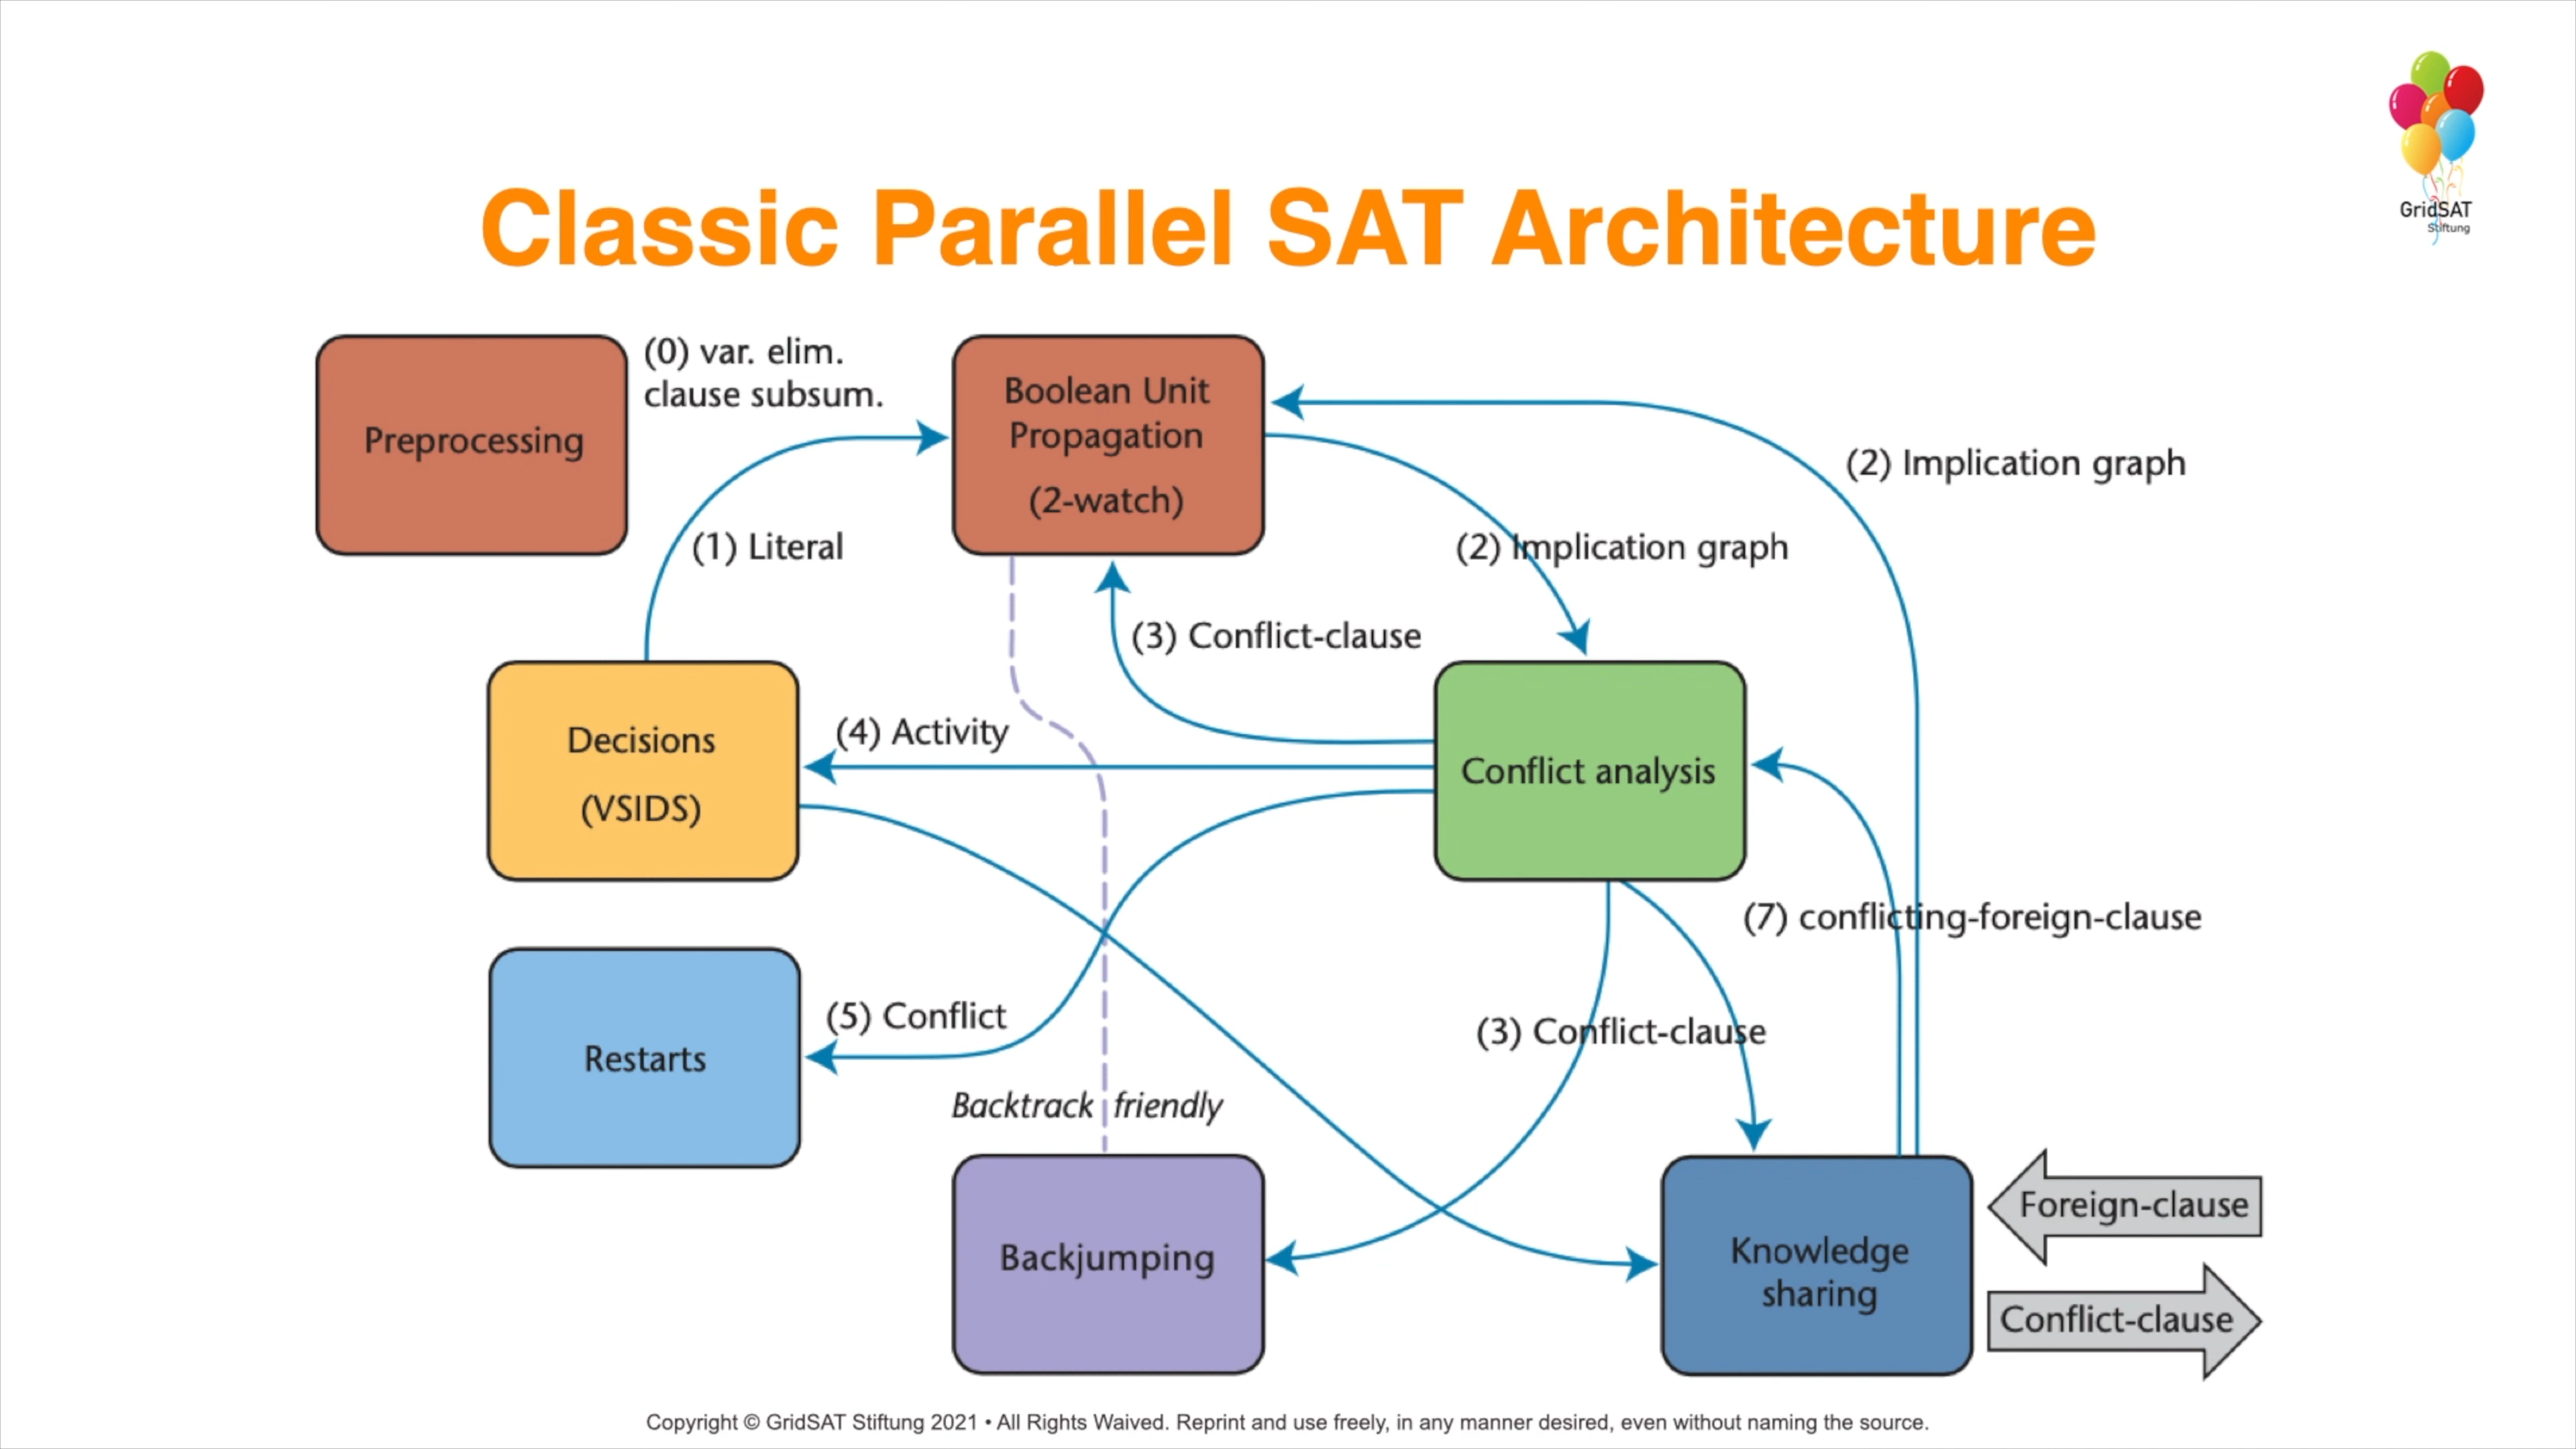 GridSAT
Stiftung
Classic Parallel SAT Architecture
Preprocessing
(0) var. elim.
clause subsum.
Boolean Unit
Propagation
(2-watch)
(2) Implication graph
(1) Literal
(2) Implication graph
(3) Conflict-clause
Decisions
(VSIDS)
(4) Activity
Conflict analysis
(7) conflicting-foreign-clause
Restarts
(5) Conflict
(3) Conflict-clause
Backtrack friendly
Backjumping
Knowledge
sharing
Foreign-clause
Conflict-clause
Copyright © GridSAT Stiftung 2021 • All Rights Waived. Reprint and use freely, in any manner desired, even without naming the source.